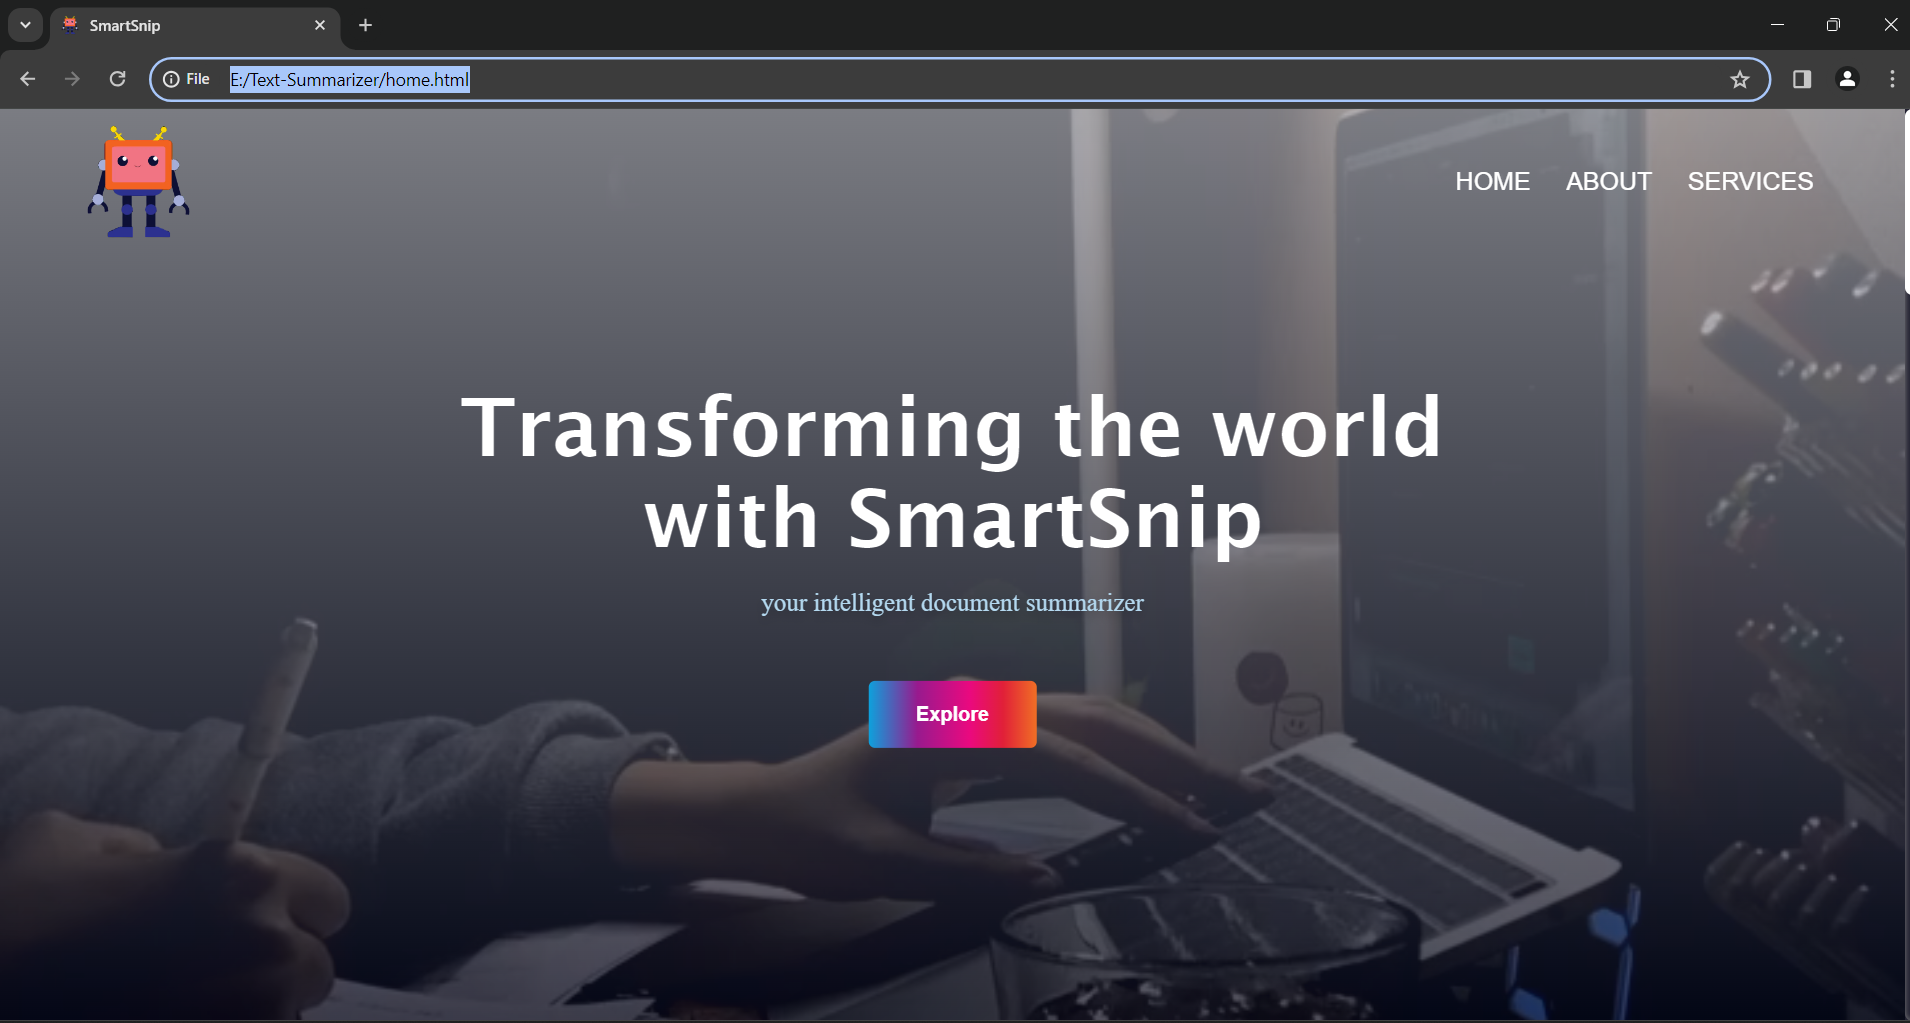 SmartSnip
File E:/Text-Summarizer/home.html
HOME ABOUT SERVICES
Transforming the world
with SmartSnip
your intelligent document summarizer
Explore